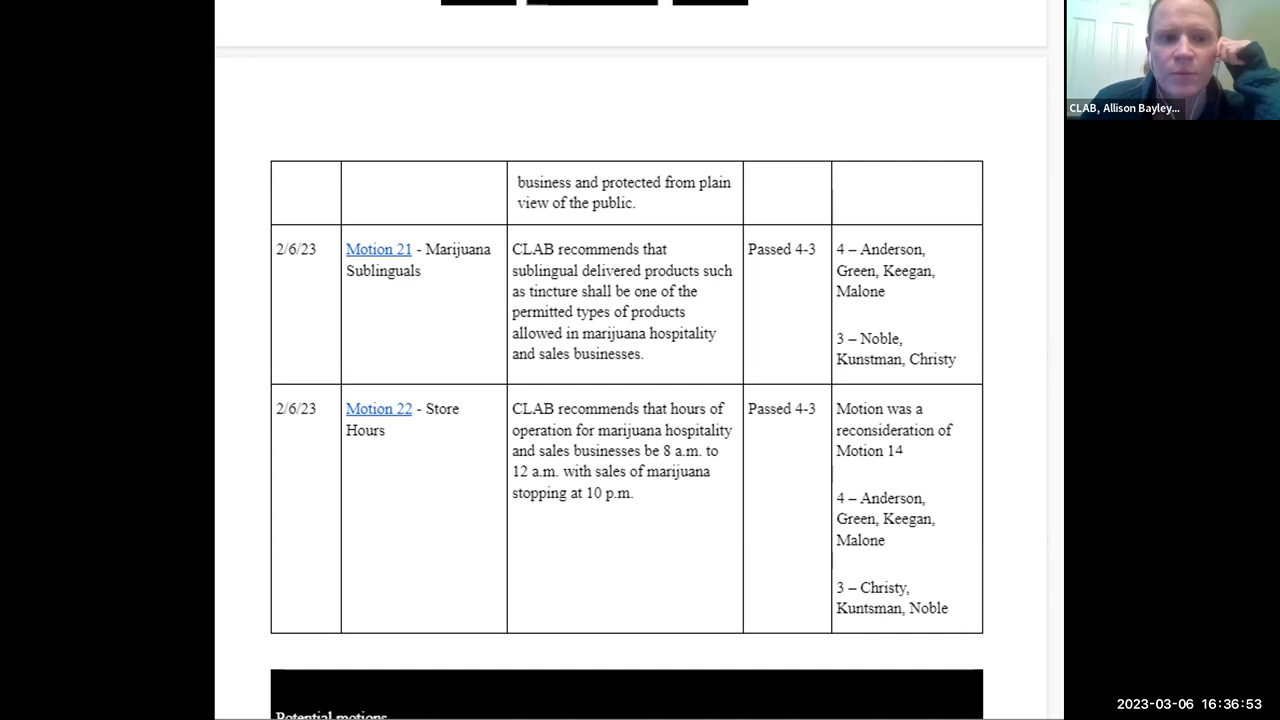 CLAB, Allison Bayley...
business and protected from plain
view of the public.
2/6/23
Motion 21 - Marijuana
Sublinguals
CLAB recommends that
sublingual delivered products such
as tincture shall be one of the
permitted types of products
allowed in marijuana hospitality
and sales businesses.
Passed 4-3
4 – Anderson,
Green, Keegan,
Malone
3 – Noble,
Kunstman, Christy
2/6/23
Motion 22 - Store
Hours
CLAB recommends that hours of
operation for marijuana hospitality
and sales businesses be 8 a.m. to
12 a.m. with sales of marijuana
stopping at 10 p.m.
Passed 4-3
Motion was a
reconsideration of
Motion 14
4 – Anderson,
Green, Keegan,
Malone
3 – Christy,
Kuntsman, Noble
Potential motions
2023-03-06 16:36:53